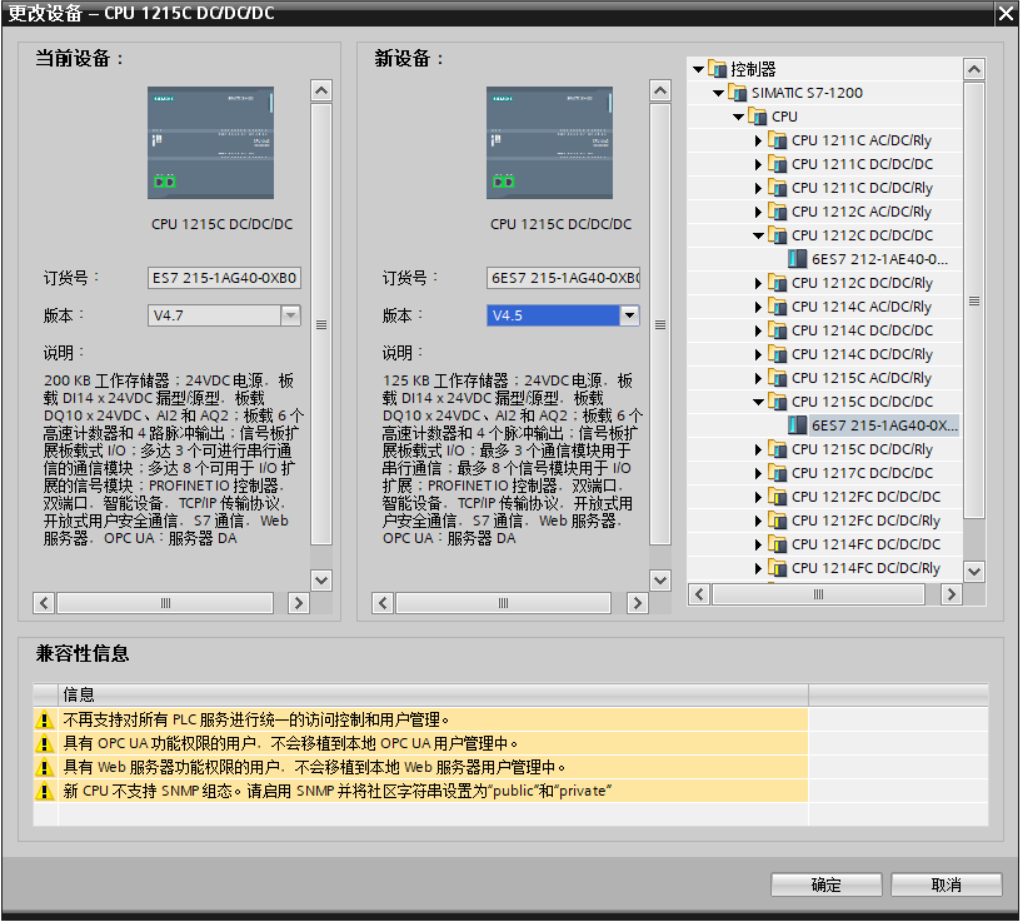 更改设备 – CPU 1215C DC/DC/DC
当前设备：
CPU 1215C DC/DC/DC
订货号：
ES7 215-1AG40-0XB0
版本：
V4.7
说明：
200 KB 工作存储器；24VDC 电源，板
载 DI14 x 24VDC 漏型/源型，板载
DQ10 x 24VDC、AI2 和 AQ2；板载 6 个
高速计数器和 4 路脉冲输出；信号板扩
展板载式 I/O；多达 3 个可进行串行通
信的通信模块；多达 8 个可用于 I/O 扩
展的信号模块；PROFINET IO 控制器，
双端口，智能设备，TCP/IP 传输协议，
开放式用户安全通信，S7 通信，Web
服务器，OPC UA：服务器 DA
新设备：
CPU 1215C DC/DC/DC
订货号：
6ES7 215-1AG40-0XB0
版本：
V4.5
说明：
125 KB 工作存储器；24VDC 电源，板
载 DI14 x 24VDC 漏型/源型，板载
DQ10 x 24VDC、AI2 和 AQ2；板载 6 个
高速计数器和 4 个脉冲输出；信号板扩
展板载式 I/O；最多 3 个通信模块用于
串行通信；最多 8 个信号模块用于 I/O
扩展；PROFINET IO 控制器，双端口，
智能设备，TCP/IP 传输协议，开放式用
户安全通信，S7 通信，Web 服务器，
OPC UA：服务器 DA
控制器
SIMATIC S7-1200
CPU
CPU 1211C AC/DC/Rly
CPU 1211C DC/DC/DC
CPU 1211C DC/DC/Rly
CPU 1212C AC/DC/Rly
CPU 1212C DC/DC/DC
6ES7 212-1AE40-0...
CPU 1212C DC/DC/Rly
CPU 1214C AC/DC/Rly
CPU 1214C DC/DC/DC
CPU 1214C DC/DC/Rly
CPU 1215C AC/DC/Rly
CPU 1215C DC/DC/DC
6ES7 215-1AG40-0X...
CPU 1215C DC/DC/Rly
CPU 1217C DC/DC/DC
CPU 1212FC DC/DC/DC
CPU 1212FC DC/DC/Rly
CPU 1214FC DC/DC/DC
CPU 1214FC DC/DC/Rly
兼容性信息
信息
不再支持对所有 PLC 服务进行统一的访问控制和用户管理。
具有 OPC UA 功能权限的用户，不会移植到本地 OPC UA 用户管理中。
具有 Web 服务器功能权限的用户，不会移植到本地 Web 服务器用户管理中。
新 CPU 不支持 SNMP 组态。请启用 SNMP 并将社区字符串设置为“public”和“private”
确定
取消